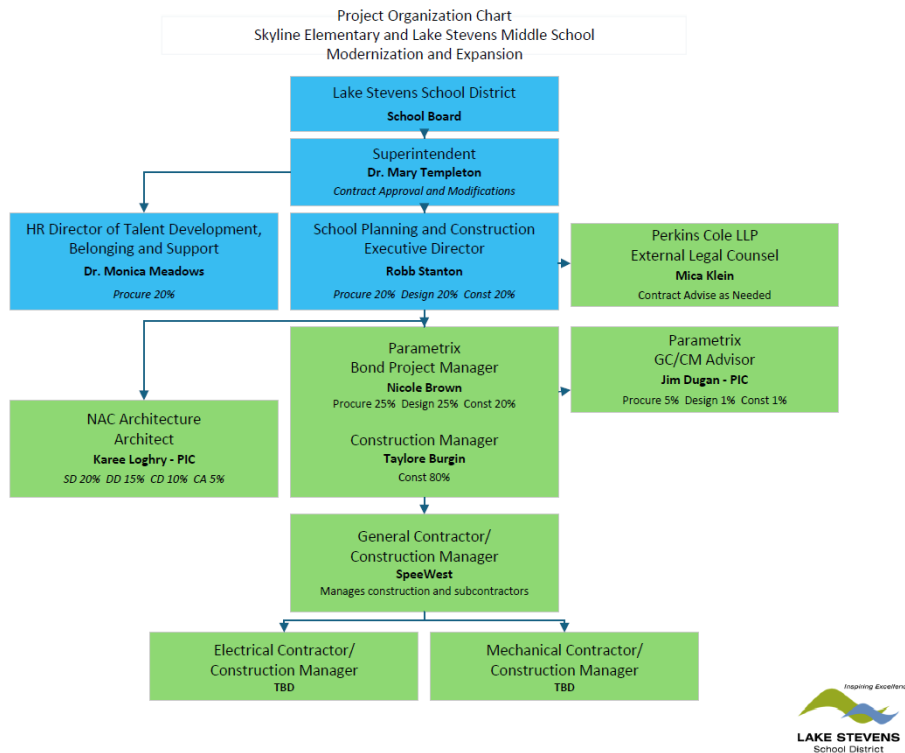 Project Organization Chart
Skyline Elementary and Lake Stevens Middle School
Modernization and Expansion
Lake Stevens School District
School Board
Superintendent
Dr. Mary Templeton
Contract Approval and Modifications
HR Director of Talent Development,
Belonging and Support
Dr. Monica Meadows
Procure 20%
School Planning and Construction
Executive Director
Robb Stanton
Procure 20% Design 20% Const 20%
Perkins Cole LLP
External Legal Counsel
Mica Klein
Contract Advise as Needed
Parametrix
Bond Project Manager
Nicole Brown
Procure 25% Design 25% Const 20%
Construction Manager
Taylore Burgin
Const 80%
Parametrix
GC/CM Advisor
Jim Dugan - PIC
Procure 5% Design 1% Const 1%
NAC Architecture
Architect
Karee Loghry - PIC
SD 20% DD 15% CD 10% CA 5%
General Contractor/
Construction Manager
SpeeWest
Manages construction and subcontractors
Electrical Contractor/
Construction Manager
TBD
Mechanical Contractor/
Construction Manager
TBD
Inspiring Excellenc
LAKE STEVENS
School District